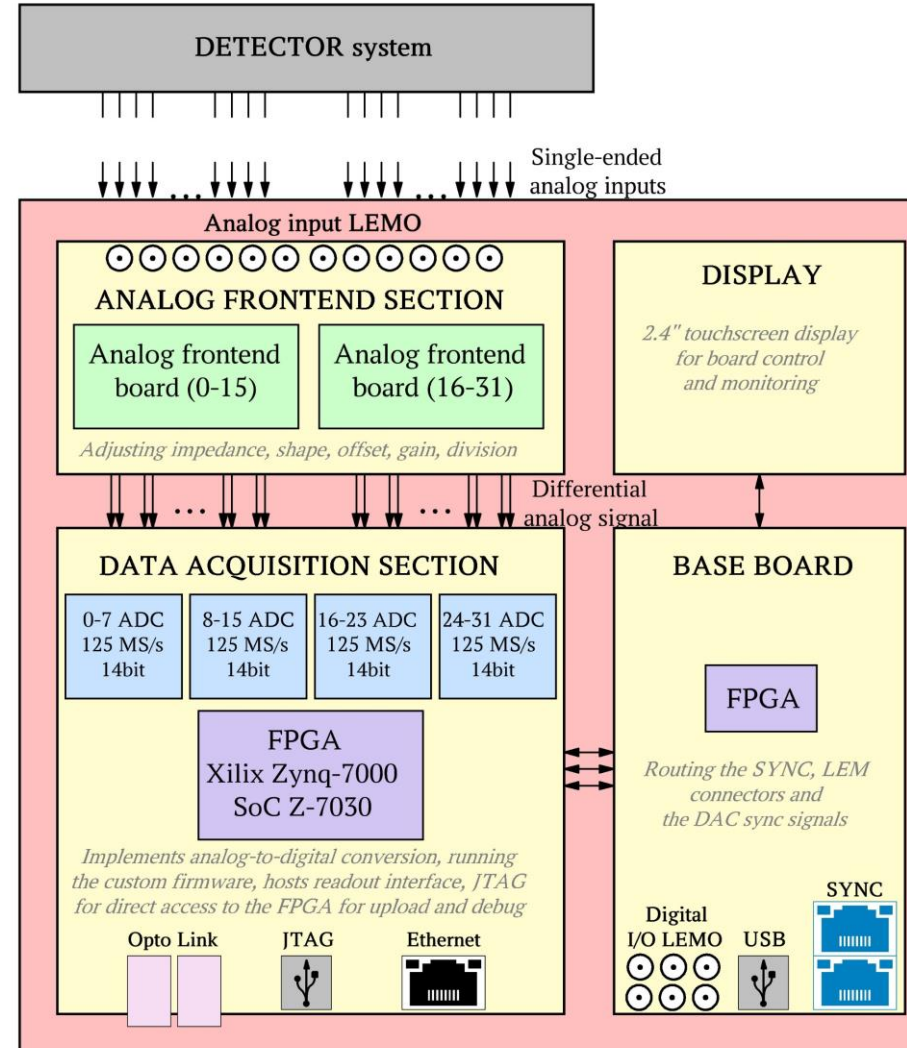 DETECTOR system
Single-ended
analog inputs
...
...
Analog input LEMO
ANALOG FRONTEND SECTION
Analog frontend
board (0-15)
Analog frontend
board (16-31)
Adjusting impedance, shape, offset, gain, division
DISPLAY
2.4" touchscreen display
for board control
and monitoring
...
...
Differential
analog signal
DATA ACQUISITION SECTION
0-7 ADC
125 MS/s
14bit
8-15 ADC
125 MS/s
14bit
16-23 ADC
125 MS/s
14bit
24-31 ADC
125 MS/s
14bit
FPGA
Xilix Zynq-7000
SoC Z-7030
Implements analog-to-digital conversion, running
the custom firmware, hosts readout interface, JTAG
for direct access to the FPGA for upload and debug
Opto Link
JTAG
Ethernet
BASE BOARD
FPGA
Routing the SYNC, LEM
connectors and
the DAC sync signals
Digital
I/O LEMO
USB
SYNC